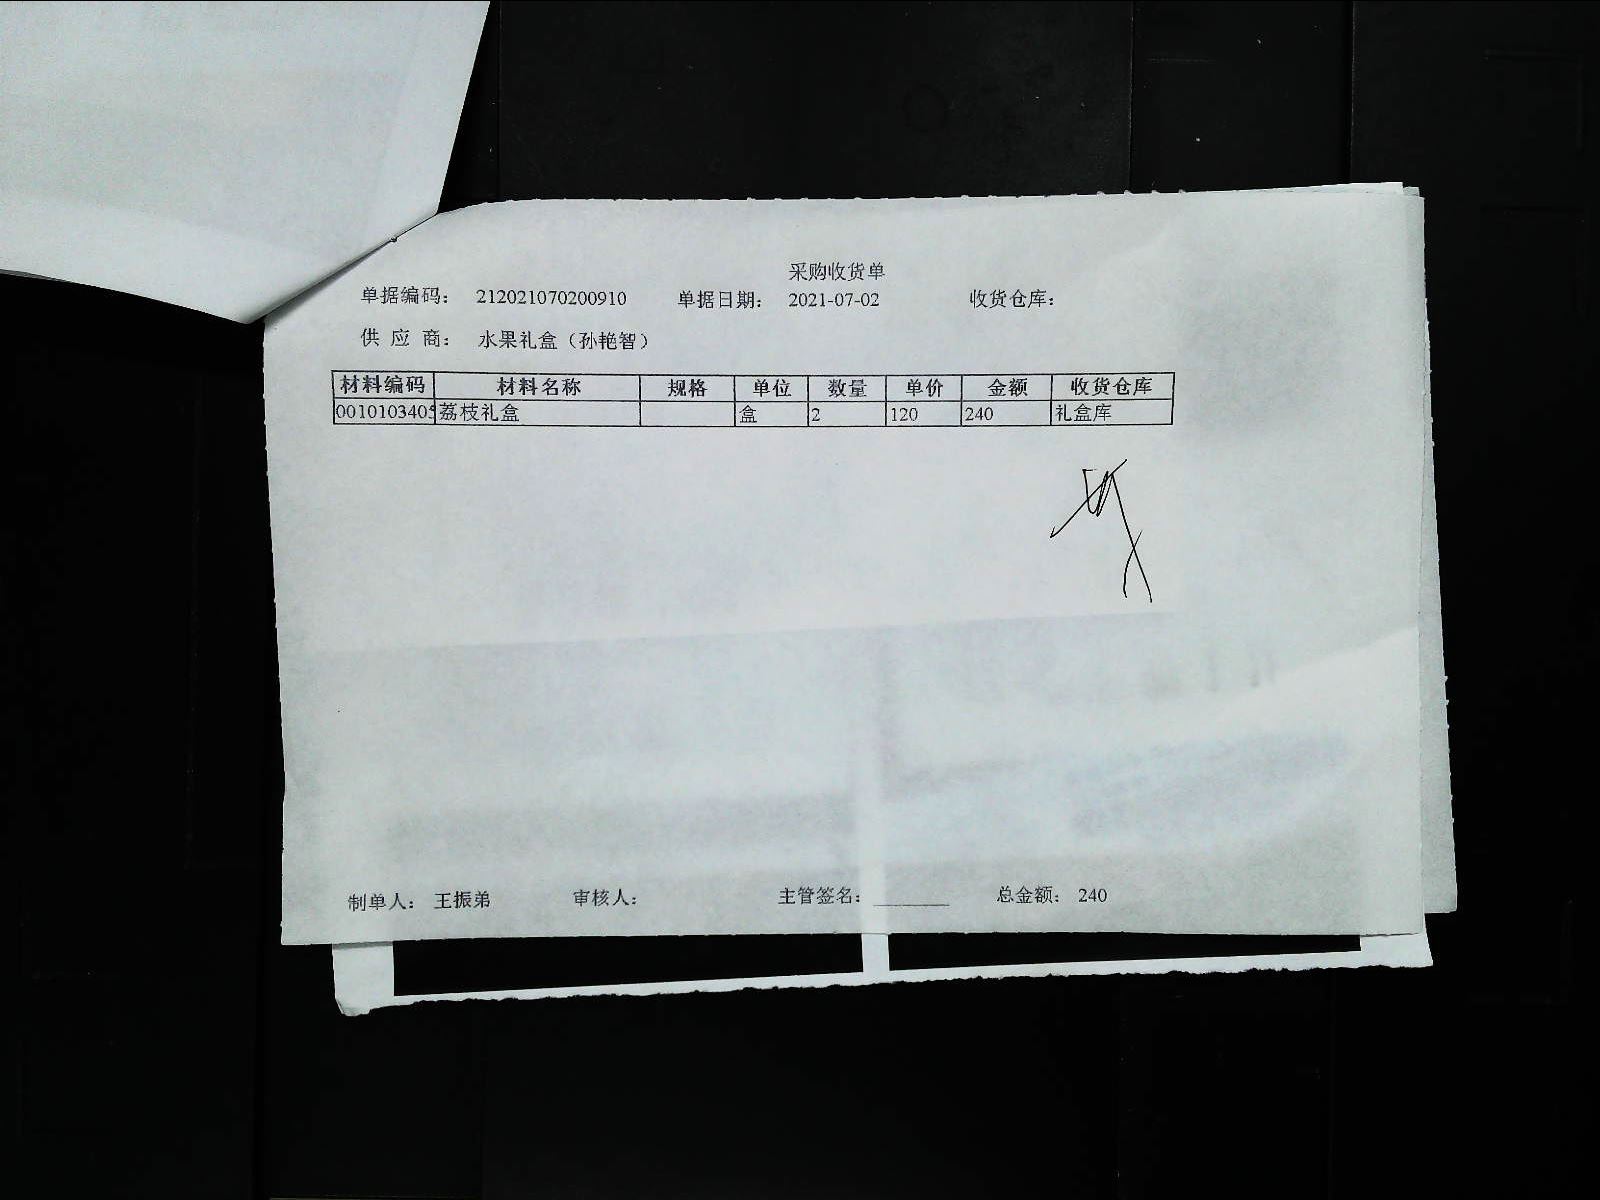 采购收货单
单据编码： 212021070200910 单据日期： 2021-07-02 收货仓库：
供 应 商： 水果礼盒（孙艳智）
材料编码 材料名称 规格 单位 数量 单价 金额 收货仓库
0010103405 荔枝礼盒 盒 2 120 240 礼盒库
制单人： 王振弟 审核人： 主管签名： 总金额： 240